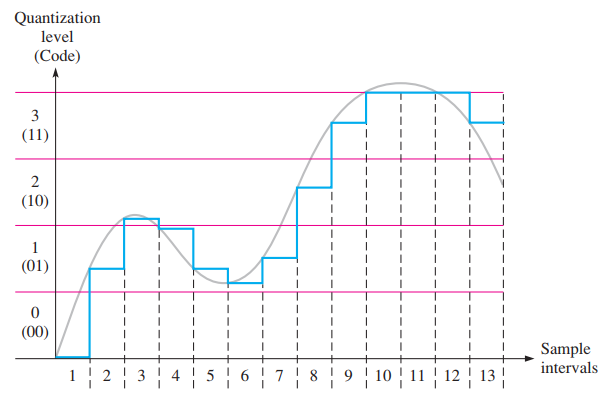 Quantization
level
(Code)
3
(11)
2
(10)
1
(01)
0
(00)
1 2 3 4 5 6 7 8 9 10 11 12 13
Sample
intervals